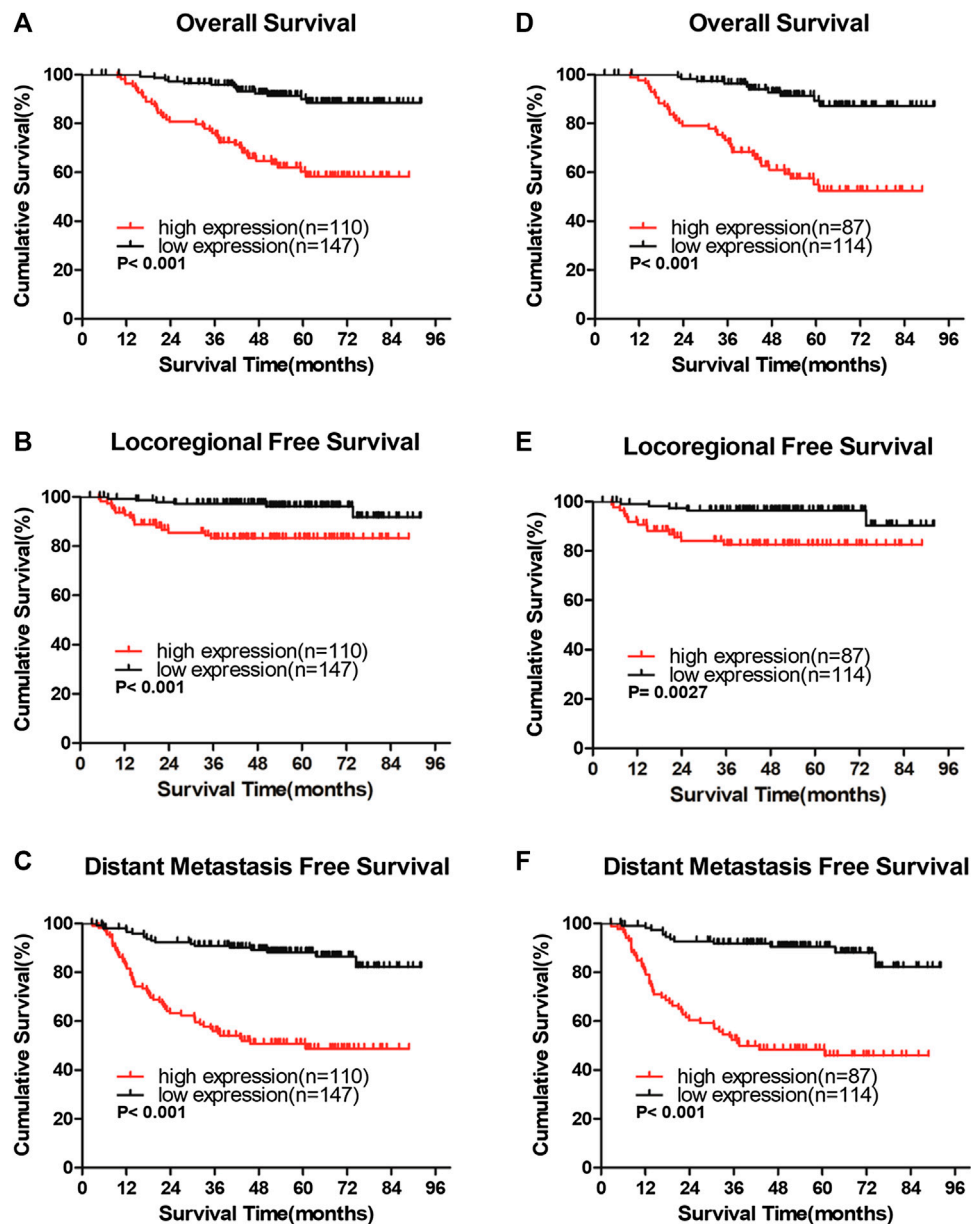 A
Overall Survival
Cumulative Survival(%)
100
80
60
40
20
0
high expression(n=110)
low expression(n=147)
P< 0.001
0 12 24 36 48 60 72 84 96
Survival Time(months)
D
Overall Survival
Cumulative Survival(%)
100
80
60
40
20
0
high expression(n=87)
low expression(n=114)
P< 0.001
0 12 24 36 48 60 72 84 96
Survival Time(months)
B
Locoregional Free Survival
Cumulative Survival(%)
100
80
60
40
20
0
high expression(n=110)
low expression(n=147)
P< 0.001
0 12 24 36 48 60 72 84 96
Survival Time(months)
E
Locoregional Free Survival
Cumulative Survival(%)
100
80
60
40
20
0
high expression(n=87)
low expression(n=114)
P= 0.0027
0 12 24 36 48 60 72 84 96
Survival Time(months)
C
Distant Metastasis Free Survival
Cumulative Survival(%)
100
80
60
40
20
0
high expression(n=110)
low expression(n=147)
P< 0.001
0 12 24 36 48 60 72 84 96
Survival Time(months)
F
Distant Metastasis Free Survival
Cumulative Survival(%)
100
80
60
40
20
0
high expression(n=87)
low expression(n=114)
P< 0.001
0 12 24 36 48 60 72 84 96
Survival Time(months)